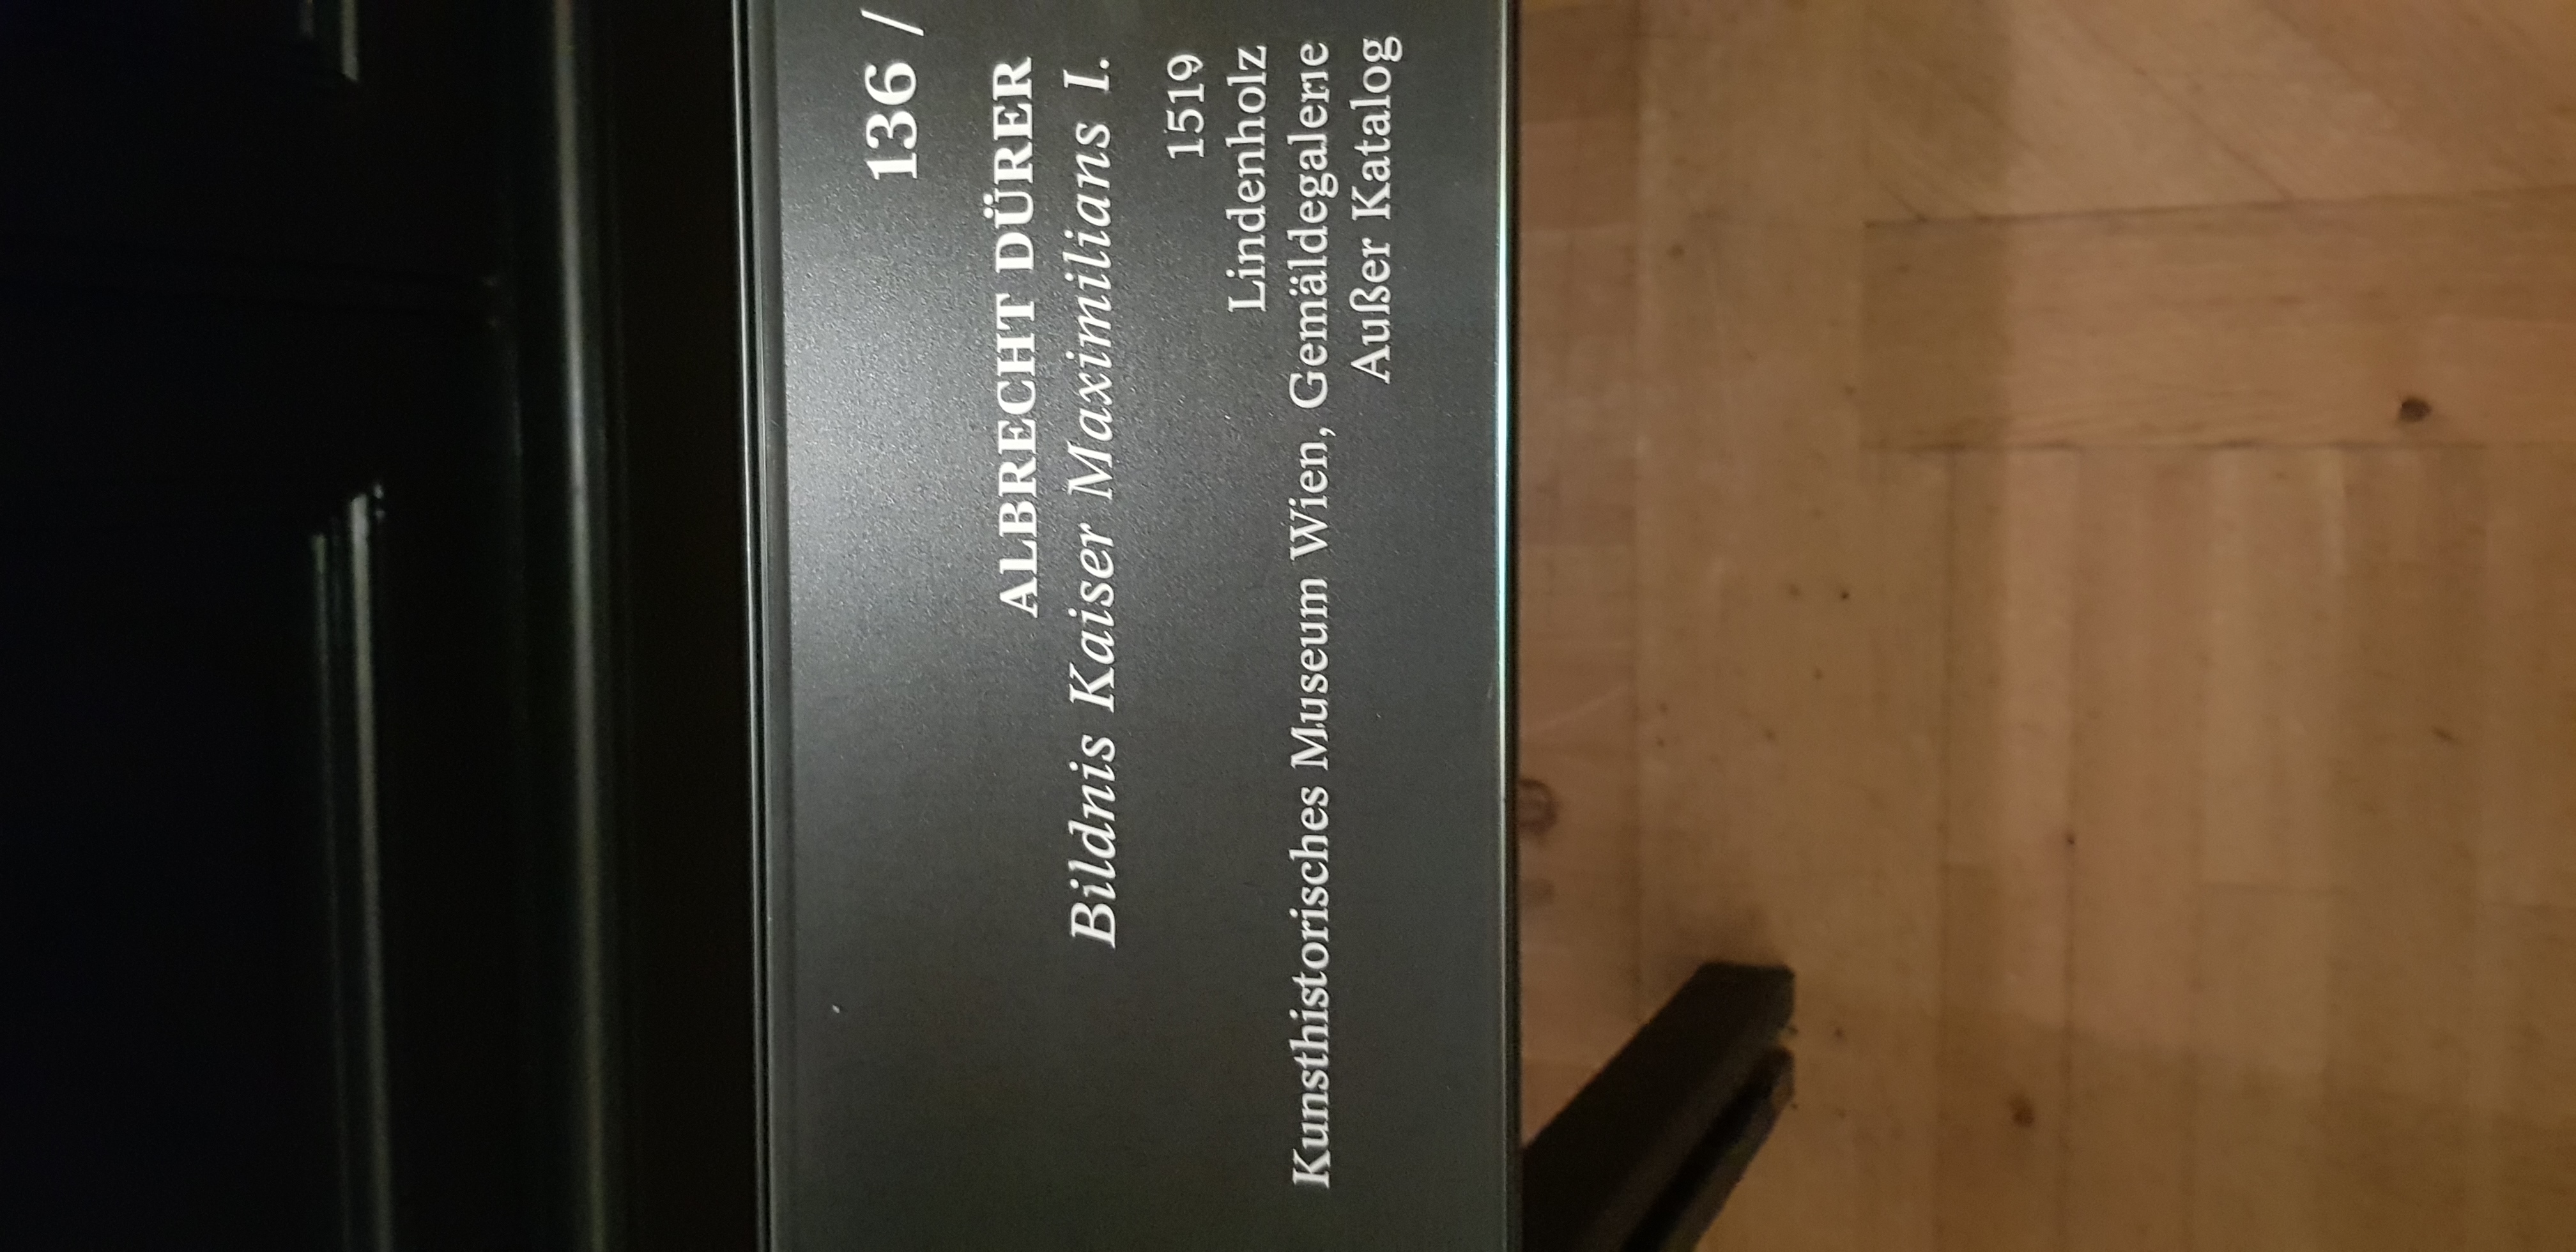 136 /
ALBRECHT DÜRER
Bildnis Kaiser Maximilians I.
1519
Lindenholz
Kunsthistorisches Museum Wien, Gemäldegalerie
Außer Katalog